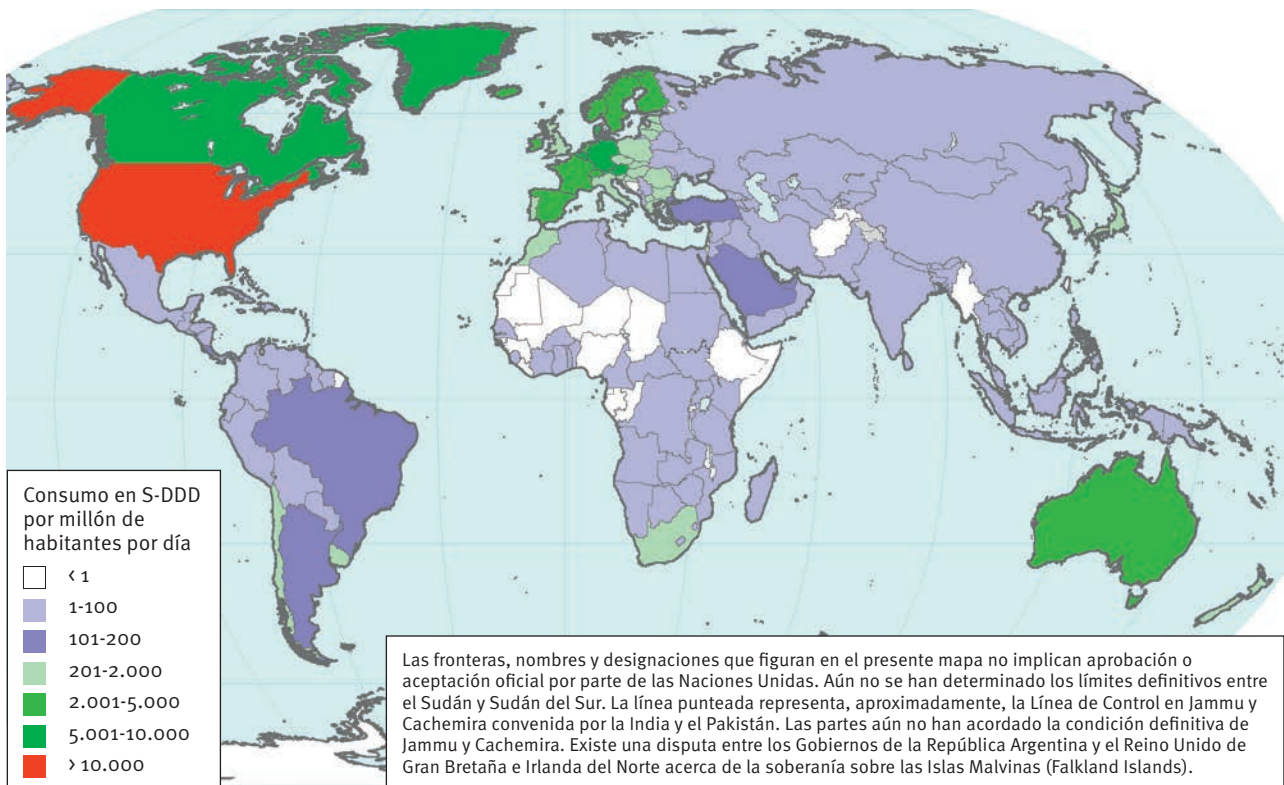 Consumo en S-DDD
por millón de
habitantes por día
< 1
1-100
101-200
201-2.000
2.001-5.000
5.001-10.000
> 10.000
Las fronteras, nombres y designaciones que figuran en el presente mapa no implican aprobación o
aceptación oficial por parte de las Naciones Unidas. Aún no se han determinado los límites definitivos entre
el Sudán y Sudán del Sur. La línea punteada representa, aproximadamente, la Línea de Control en Jammu y
Cachemira convenida por la India y el Pakistán. Las partes aún no han acordado la condición definitiva de
Jammu y Cachemira. Existe una disputa entre los Gobiernos de la República Argentina y el Reino Unido de
Gran Bretaña e Irlanda del Norte acerca de la soberanía sobre las Islas Malvinas (Falkland Islands).